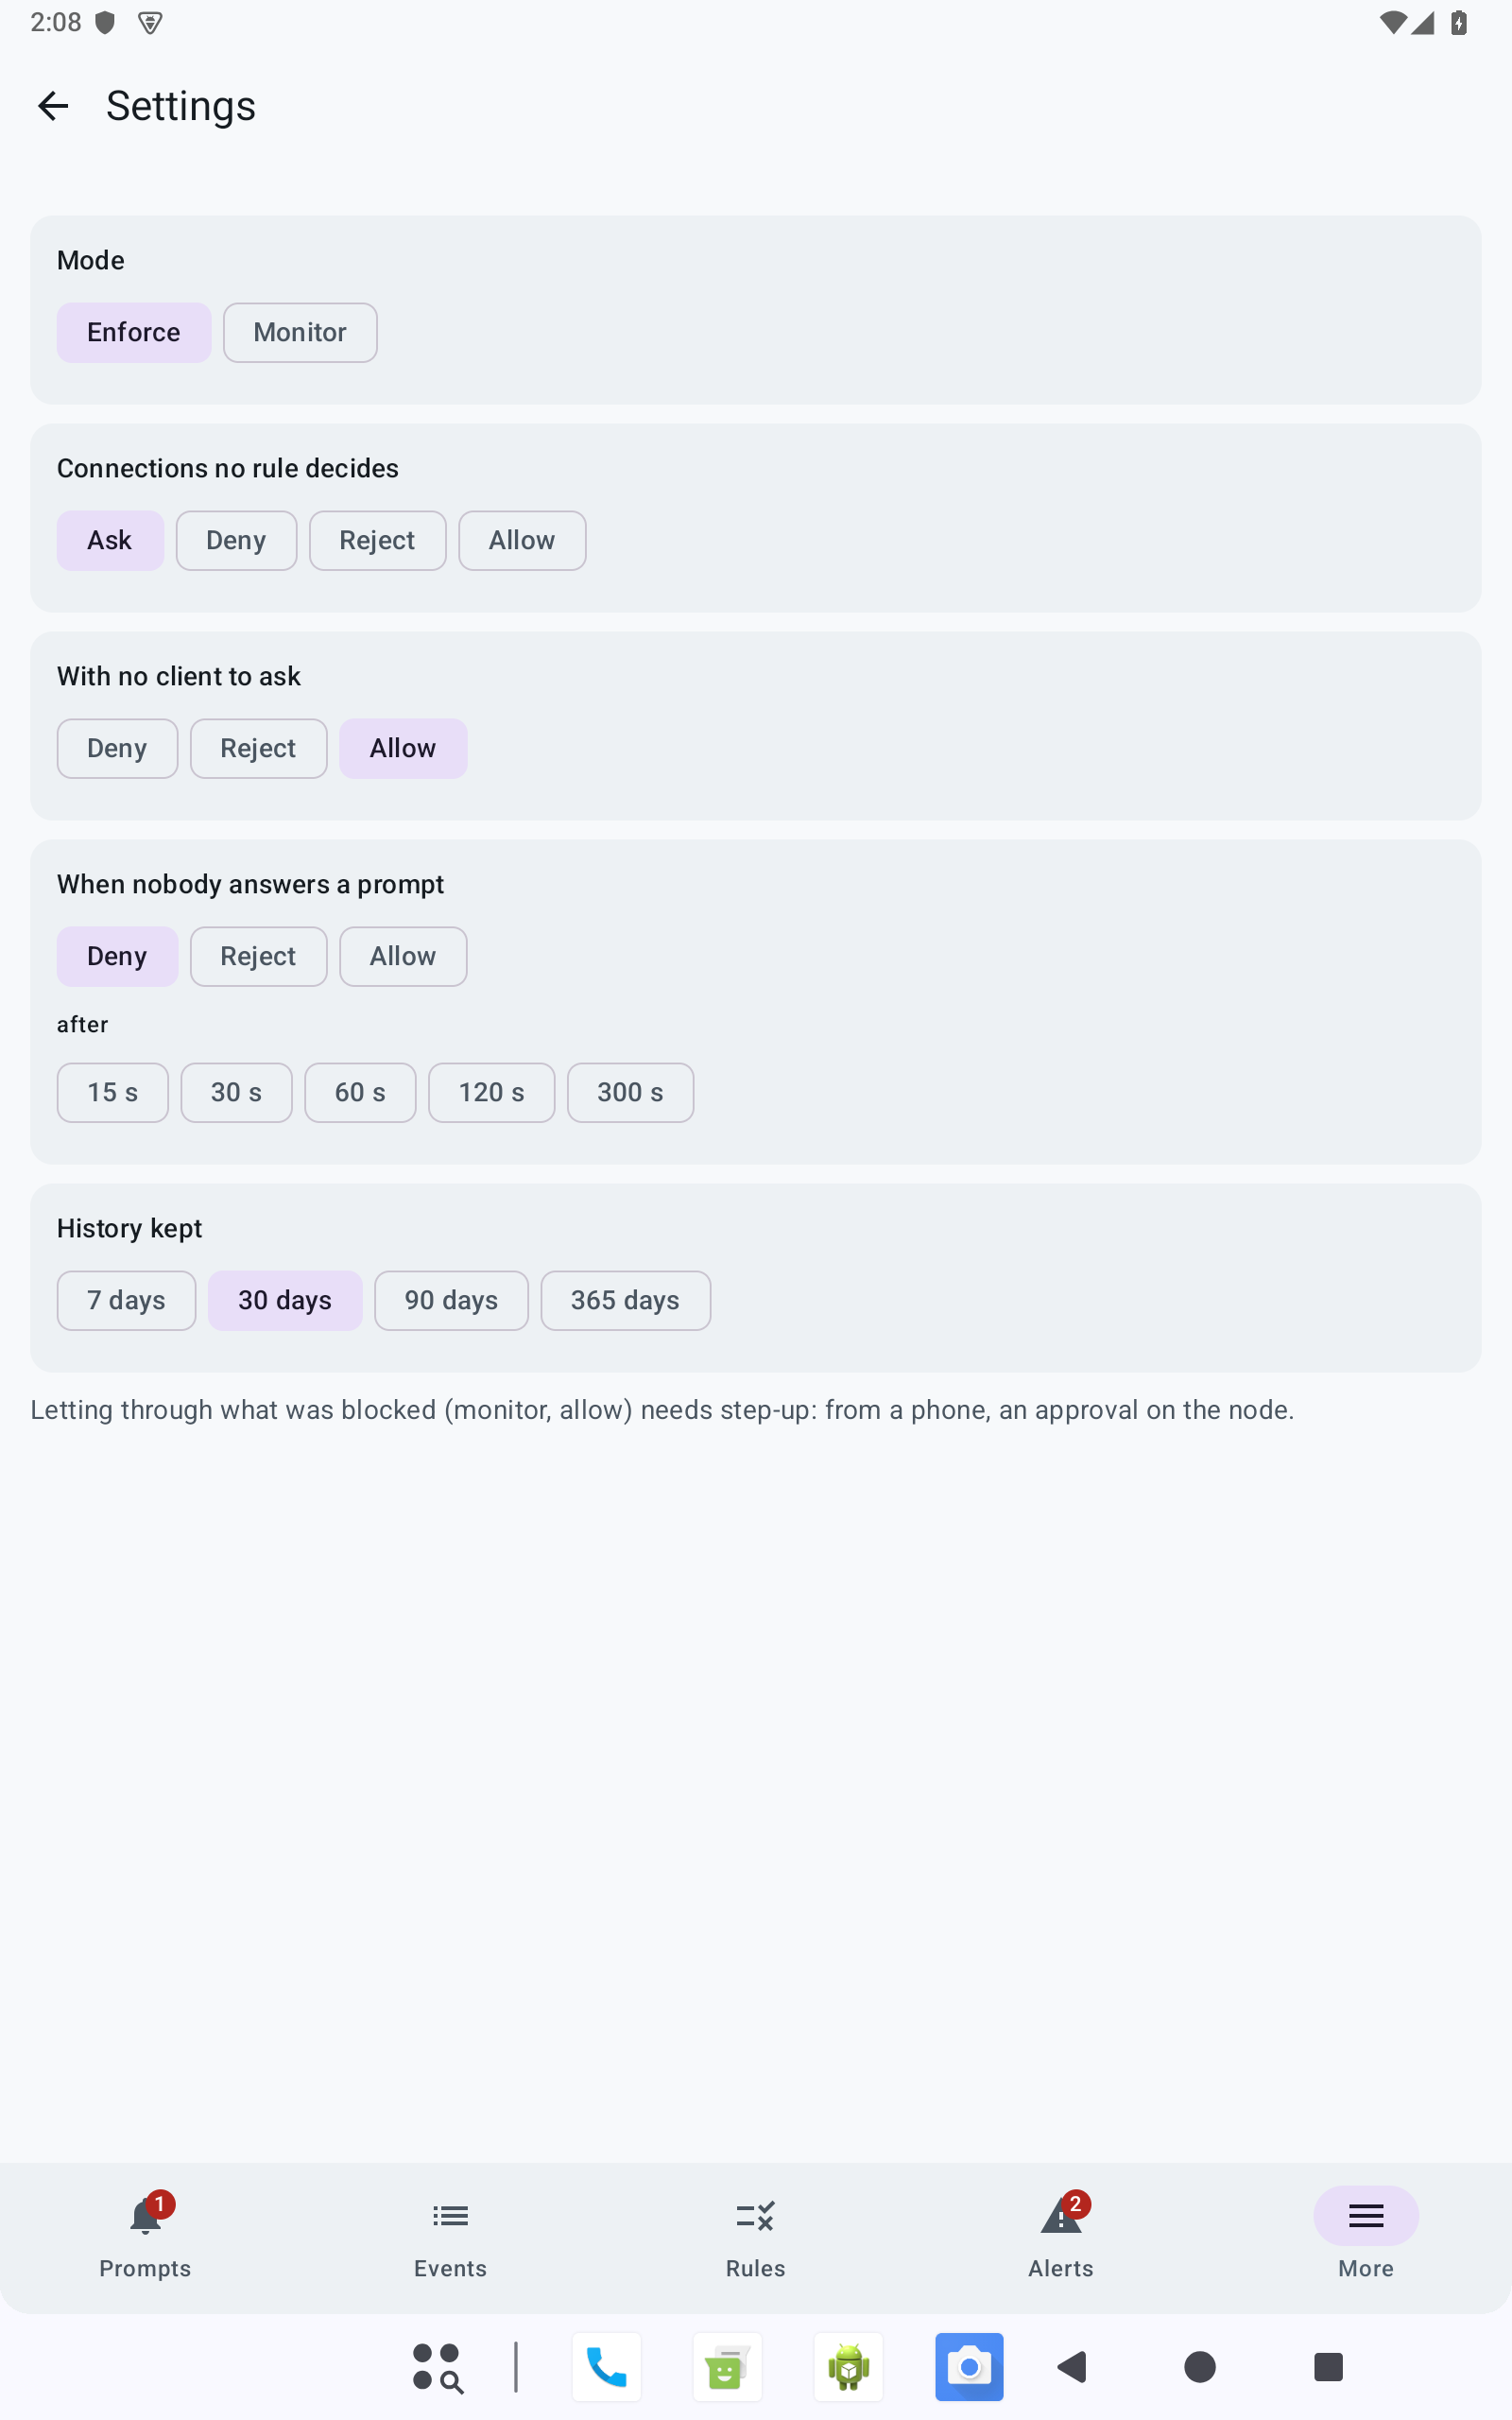 2:08
Settings
Mode
Enforce Monitor
Connections no rule decides
Ask Deny Reject Allow
With no client to ask
Deny Reject Allow
When nobody answers a prompt
Deny Reject Allow
after
15 s 30 s 60 s 120 s 300 s
History kept
7 days 30 days 90 days 365 days
Letting through what was blocked (monitor, allow) needs step-up: from a phone, an approval on the node.
1 2
Prompts Events Rules Alerts More